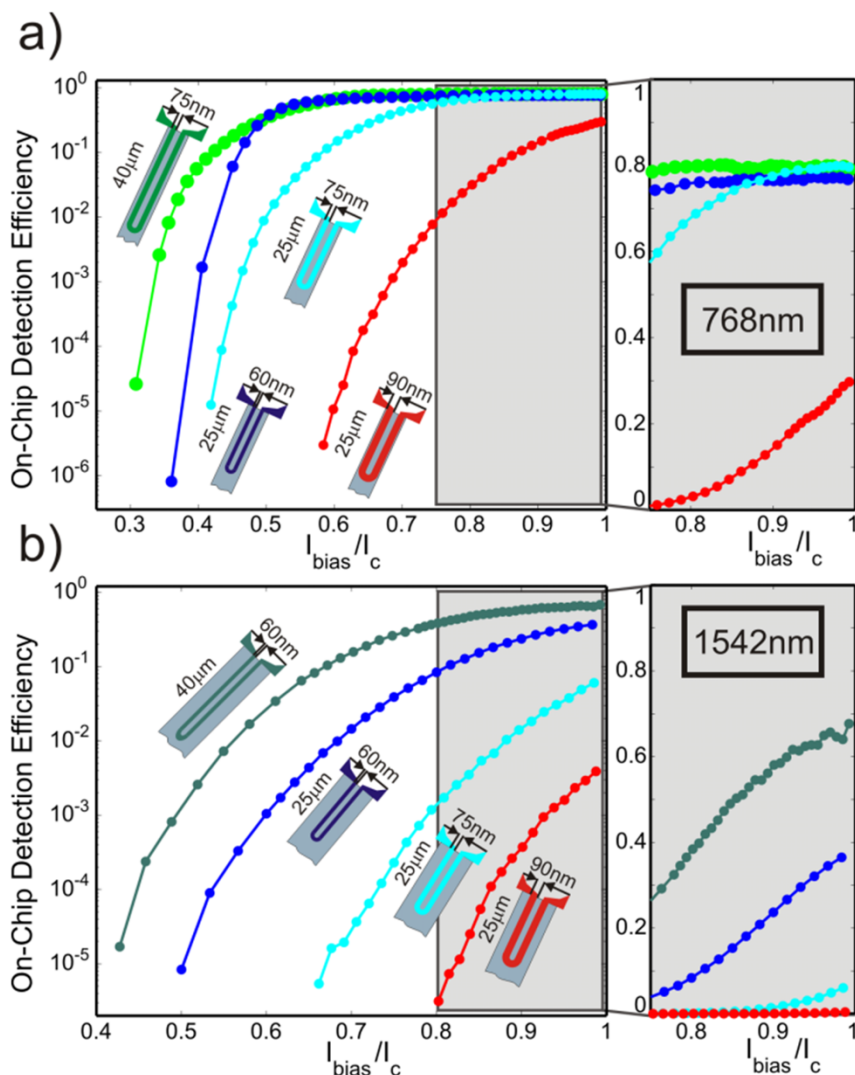 a)
On-Chip Detection Efficiency
10⁰
10⁻¹
10⁻²
10⁻³
10⁻⁴
10⁻⁵
10⁻⁶
75nm
40μm
75nm
25μm
60nm
25μm
90nm
25μm
0.3 0.4 0.5 0.6 0.7 0.8 0.9 1
I_bias/I_c
1
0.8
0.6
0.4
0.2
0
768nm
0.8 0.9 1
I_bias/I_c
b)
On-Chip Detection Efficiency
10⁰
10⁻¹
10⁻²
10⁻³
10⁻⁴
10⁻⁵
60nm
40μm
60nm
25μm
75nm
25μm
90nm
25μm
0.4 0.5 0.6 0.7 0.8 0.9 1
I_bias/I_c
1
0.8
0.6
0.4
0.2
0
1542nm
0.8 0.9 1
I_bias/I_c